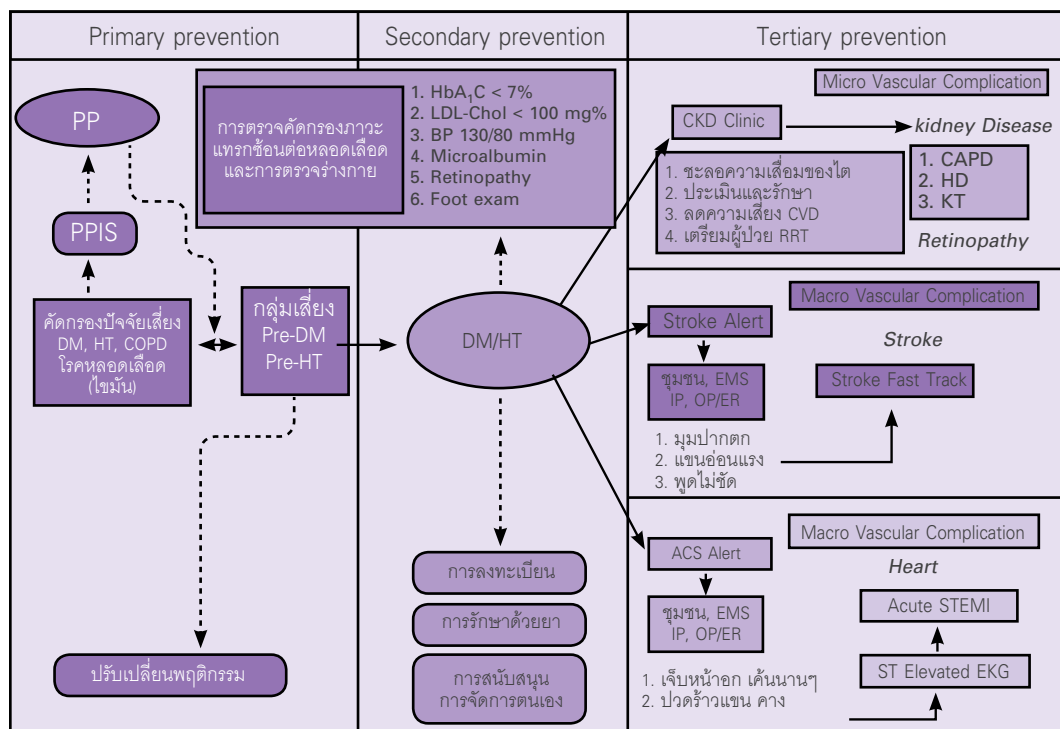 Primary prevention
Secondary prevention
Tertiary prevention
PP
PPIS
คัดกรองปัจจัยเสี่ยง
DM, HT, COPD
โรคหลอดเลือด
(ไขมัน)
กลุ่มเสี่ยง
Pre-DM
Pre-HT
ปรับเปลี่ยนพฤติกรรม
การตรวจคัดกรองภาวะ
แทรกซ้อนต่อหลอดเลือด
และการตรวจร่างกาย
1. HbA₁C < 7%
2. LDL-Chol < 100 mg%
3. BP 130/80 mmHg
4. Microalbumin
5. Retinopathy
6. Foot exam
DM/HT
การลงทะเบียน
การรักษาด้วยยา
การสนับสนุน
การจัดการตนเอง
Micro Vascular Complication
CKD Clinic
kidney Disease
1. ชะลอความเสื่อมของไต
2. ประเมินและรักษา
3. ลดความเสี่ยง CVD
4. เตรียมผู้ป่วย RRT
1. CAPD
2. HD
3. KT
Retinopathy
Macro Vascular Complication
Stroke Alert
Stroke
ชุมชน, EMS
IP, OP/ER
Stroke Fast Track
1. มุมปากตก
2. แขนอ่อนแรง
3. พูดไม่ชัด
Macro Vascular Complication
ACS Alert
Heart
ชุมชน, EMS
IP, OP/ER
Acute STEMI
ST Elevated EKG
1. เจ็บหน้าอก เค้นนานๆ
2. ปวดร้าวแขน คาง